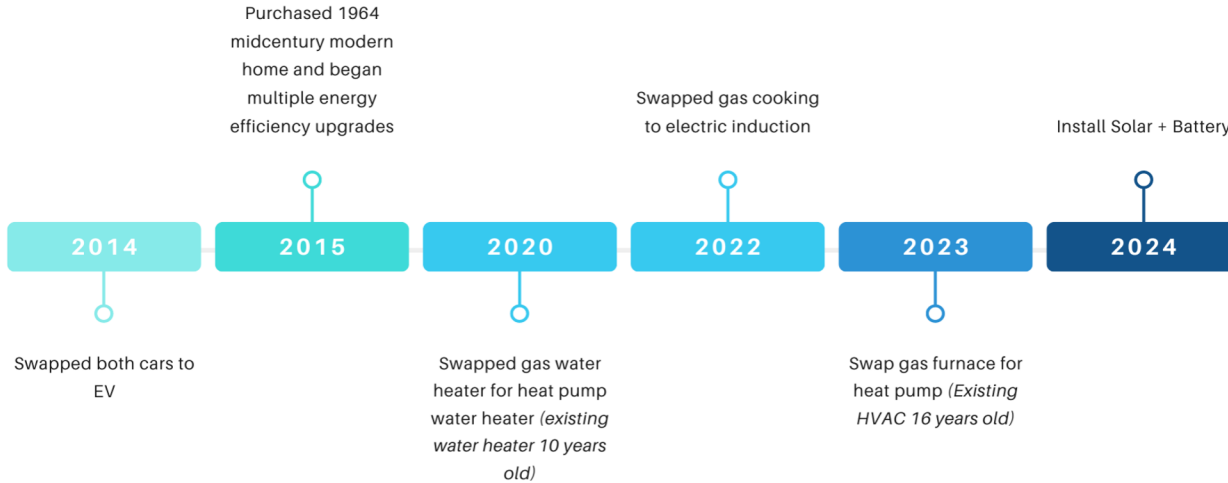 Purchased 1964
midcentury modern
home and began
multiple energy
efficiency upgrades
Swapped gas cooking
to electric induction
Install Solar + Battery
2014
2015
2020
2022
2023
2024
Swapped both cars to
EV
Swapped gas water
heater for heat pump
water heater (existing
water heater 10 years
old)
Swap gas furnace for
heat pump (Existing
HVAC 16 years old)